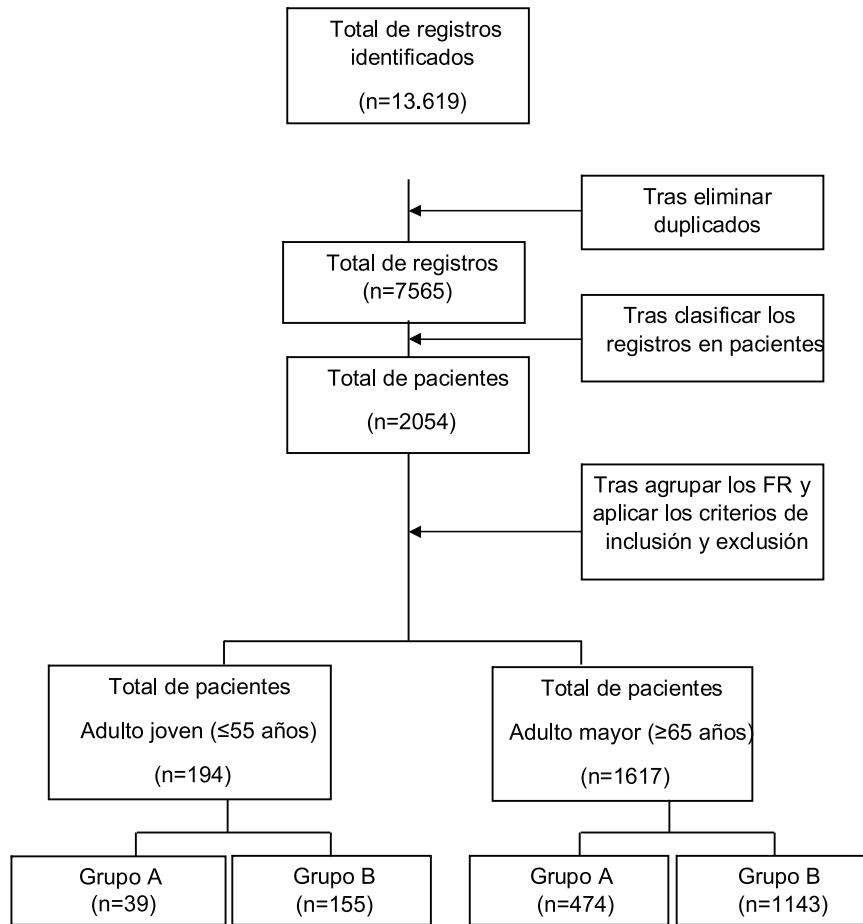 Total de registros
identificados
(n=13.619)
Tras eliminar
duplicados
Total de registros
(n=7565)
Tras clasificar los
registros en pacientes
Total de pacientes
(n=2054)
Tras agrupar los FR y
aplicar los criterios de
inclusión y exclusión
Total de pacientes
Adulto joven (≤55 años)
(n=194)
Total de pacientes
Adulto mayor (≥65 años)
(n=1617)
Grupo A
(n=39)
Grupo B
(n=155)
Grupo A
(n=474)
Grupo B
(n=1143)